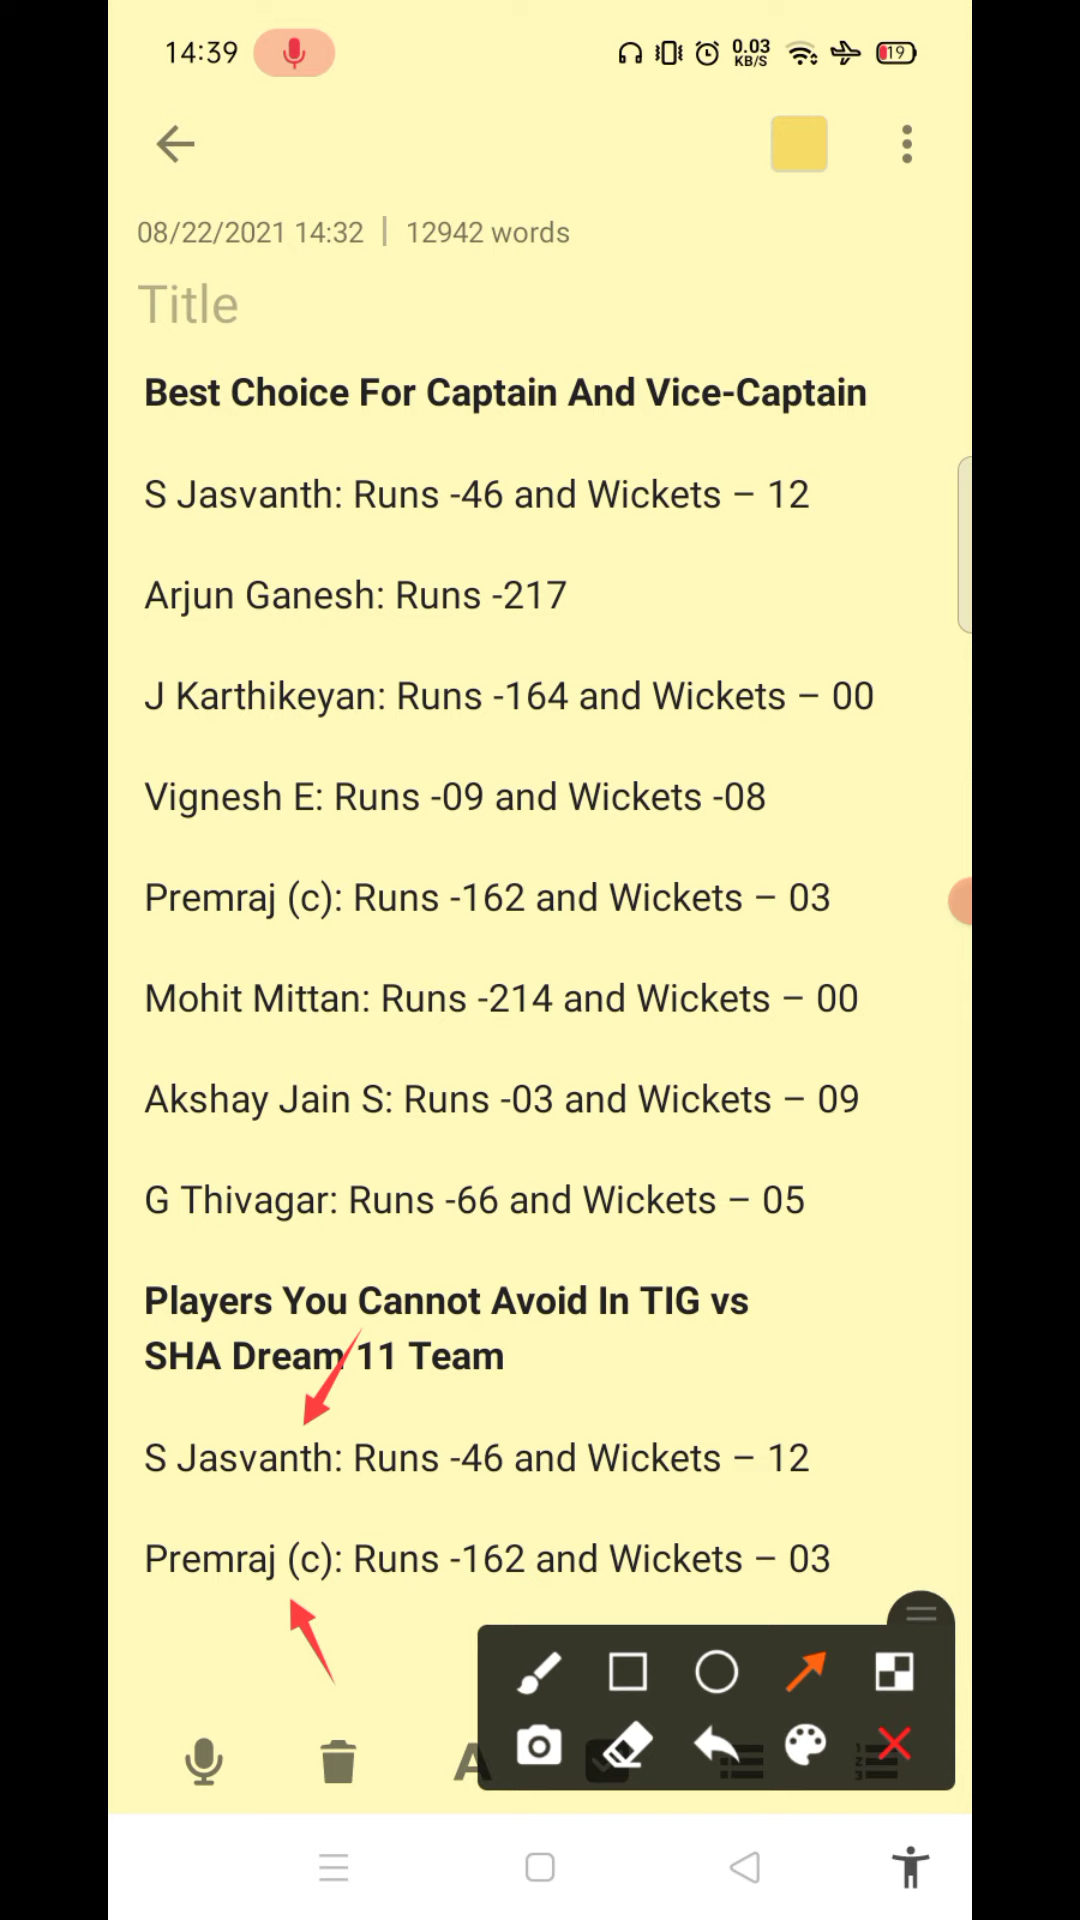 14:39 0.03 KB/S 19
08/22/2021 14:32 | 12942 words
Title
Best Choice For Captain And Vice-Captain
S Jasvanth: Runs -46 and Wickets – 12
Arjun Ganesh: Runs -217
J Karthikeyan: Runs -164 and Wickets – 00
Vignesh E: Runs -09 and Wickets -08
Premraj (c): Runs -162 and Wickets – 03
Mohit Mittan: Runs -214 and Wickets – 00
Akshay Jain S: Runs -03 and Wickets – 09
G Thivagar: Runs -66 and Wickets – 05
Players You Cannot Avoid In TIG vs
SHA Dream 11 Team
S Jasvanth: Runs -46 and Wickets – 12
Premraj (c): Runs -162 and Wickets – 03
A